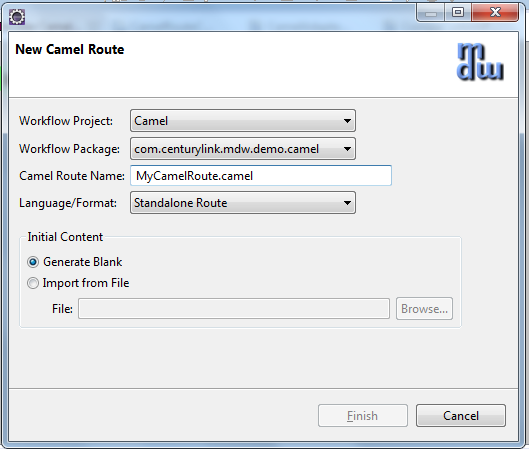 New Camel Route
mdw
Workflow Project: Camel
Workflow Package: com.centurylink.mdw.demo.camel
Camel Route Name: MyCamelRoute.camel
Language/Format: Standalone Route
Initial Content
Generate Blank
Import from File
File: Browse...
Finish Cancel